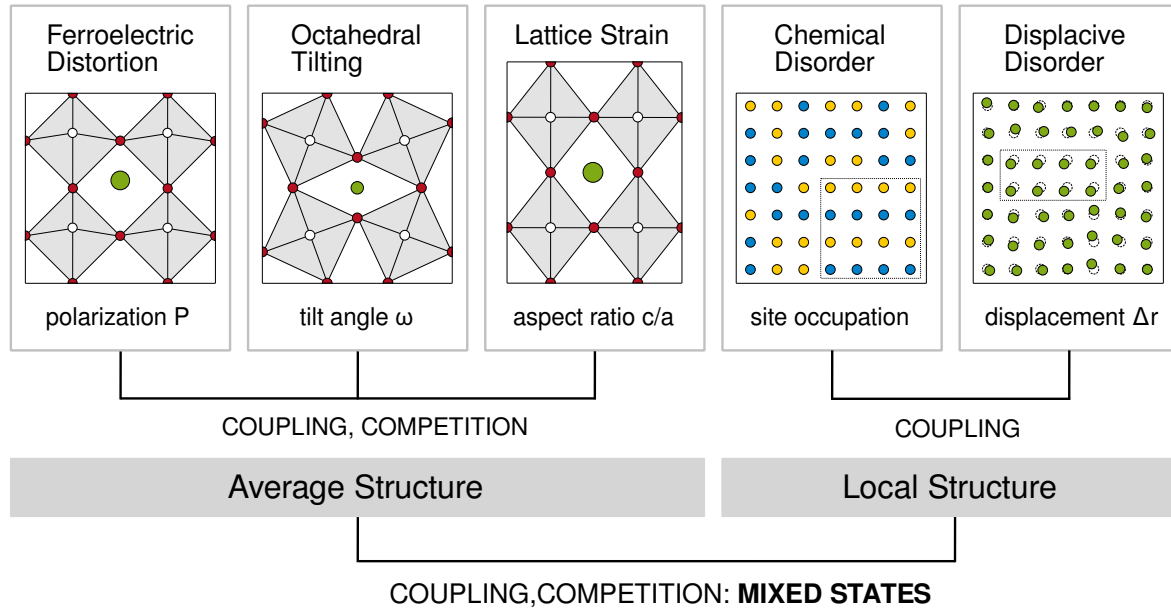 Ferroelectric
Distortion
Octahedral
Tilting
Lattice Strain
Chemical
Disorder
Displacive
Disorder
polarization P
tilt angle ω
aspect ratio c/a
site occupation
displacement Δr
COUPLING, COMPETITION
COUPLING
Average Structure
Local Structure
COUPLING,COMPETITION: MIXED STATES